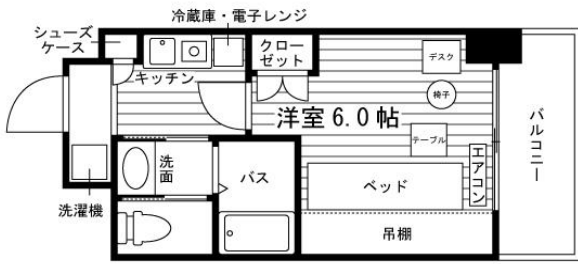 冷蔵庫・電子レンジ
シューズ
ケース
キッチン
クロー
ゼット
デスク
椅子
洋室 6.0 帖
テーブル
エアコン
バルコニー
洗面
バス
ベッド
洗濯機
吊棚